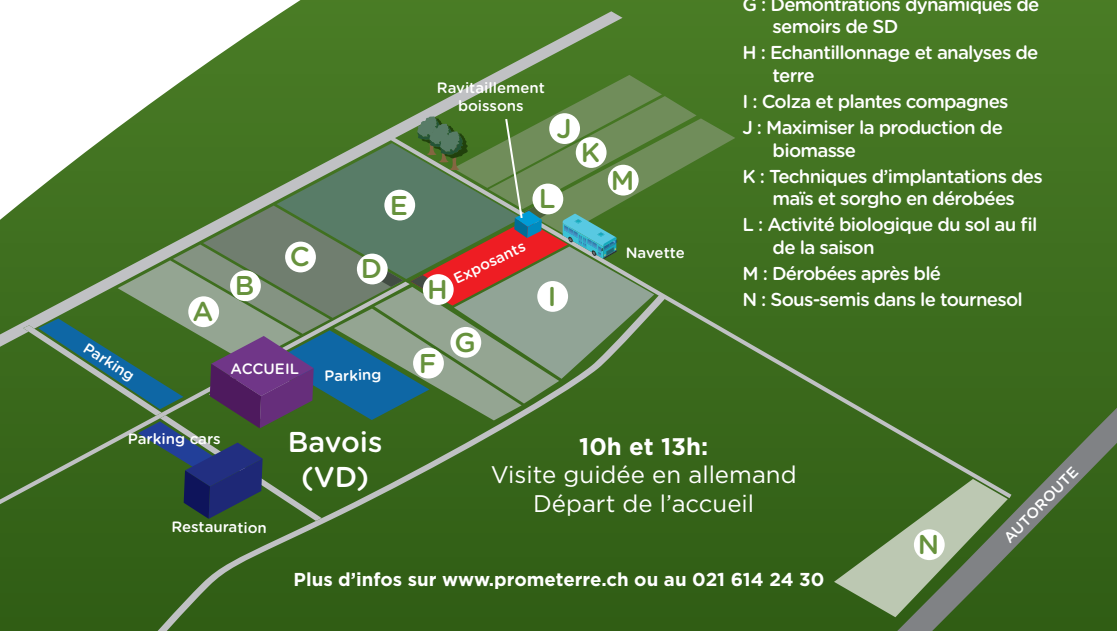 G : Démontrations dynamiques de
semoirs de SD
H : Echantillonnage et analyses de
terre
I : Colza et plantes compagnes
J : Maximiser la production de
biomasse
K : Techniques d'implantations des
maïs et sorgho en dérobées
L : Activité biologique du sol au fil
de la saison
M : Dérobées après blé
N : Sous-semis dans le tournesol
Ravitaillement
boissons
J
K
M
L
E
C
D
B
A
H
Exposants
I
Navette
G
F
Parking
ACCUEIL
Parking
Parking cars
Restauration
Bavois
(VD)
10h et 13h:
Visite guidée en allemand
Départ de l'accueil
N
AUTOROUTE
Plus d'infos sur www.prometerre.ch ou au 021 614 24 30